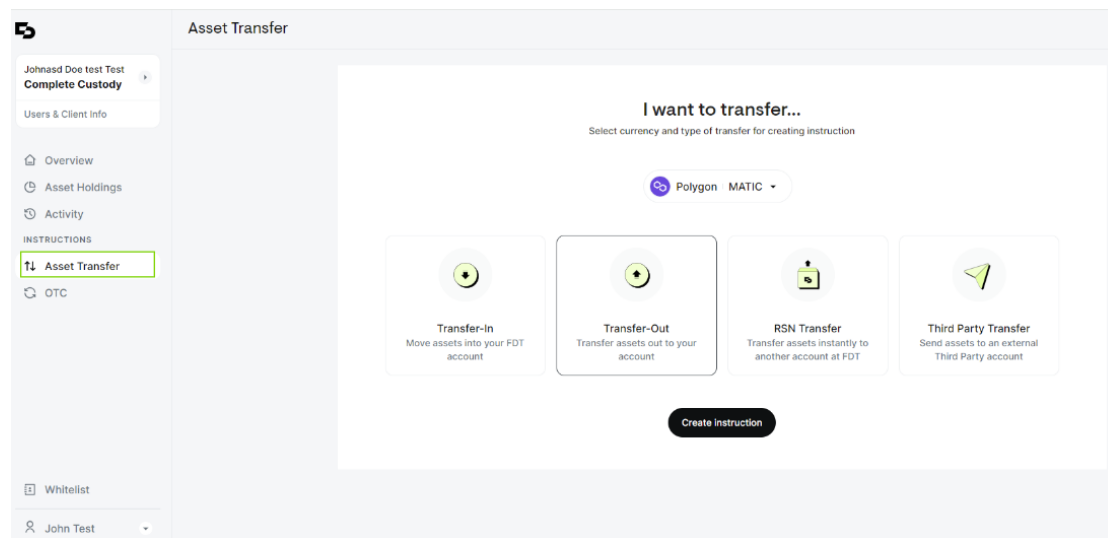 Asset Transfer
Johnasd Doe test Test
Complete Custody
Users & Client Info
Overview
Asset Holdings
Activity
INSTRUCTIONS
Asset Transfer
OTC
Whitelist
John Test
I want to transfer...
Select currency and type of transfer for creating instruction
Polygon MATIC
Transfer-In
Move assets into your FDT
account
Transfer-Out
Transfer assets out to your
account
RSN Transfer
Transfer assets instantly to
another account at FDT
Third Party Transfer
Send assets to an external
Third Party account
Create instruction